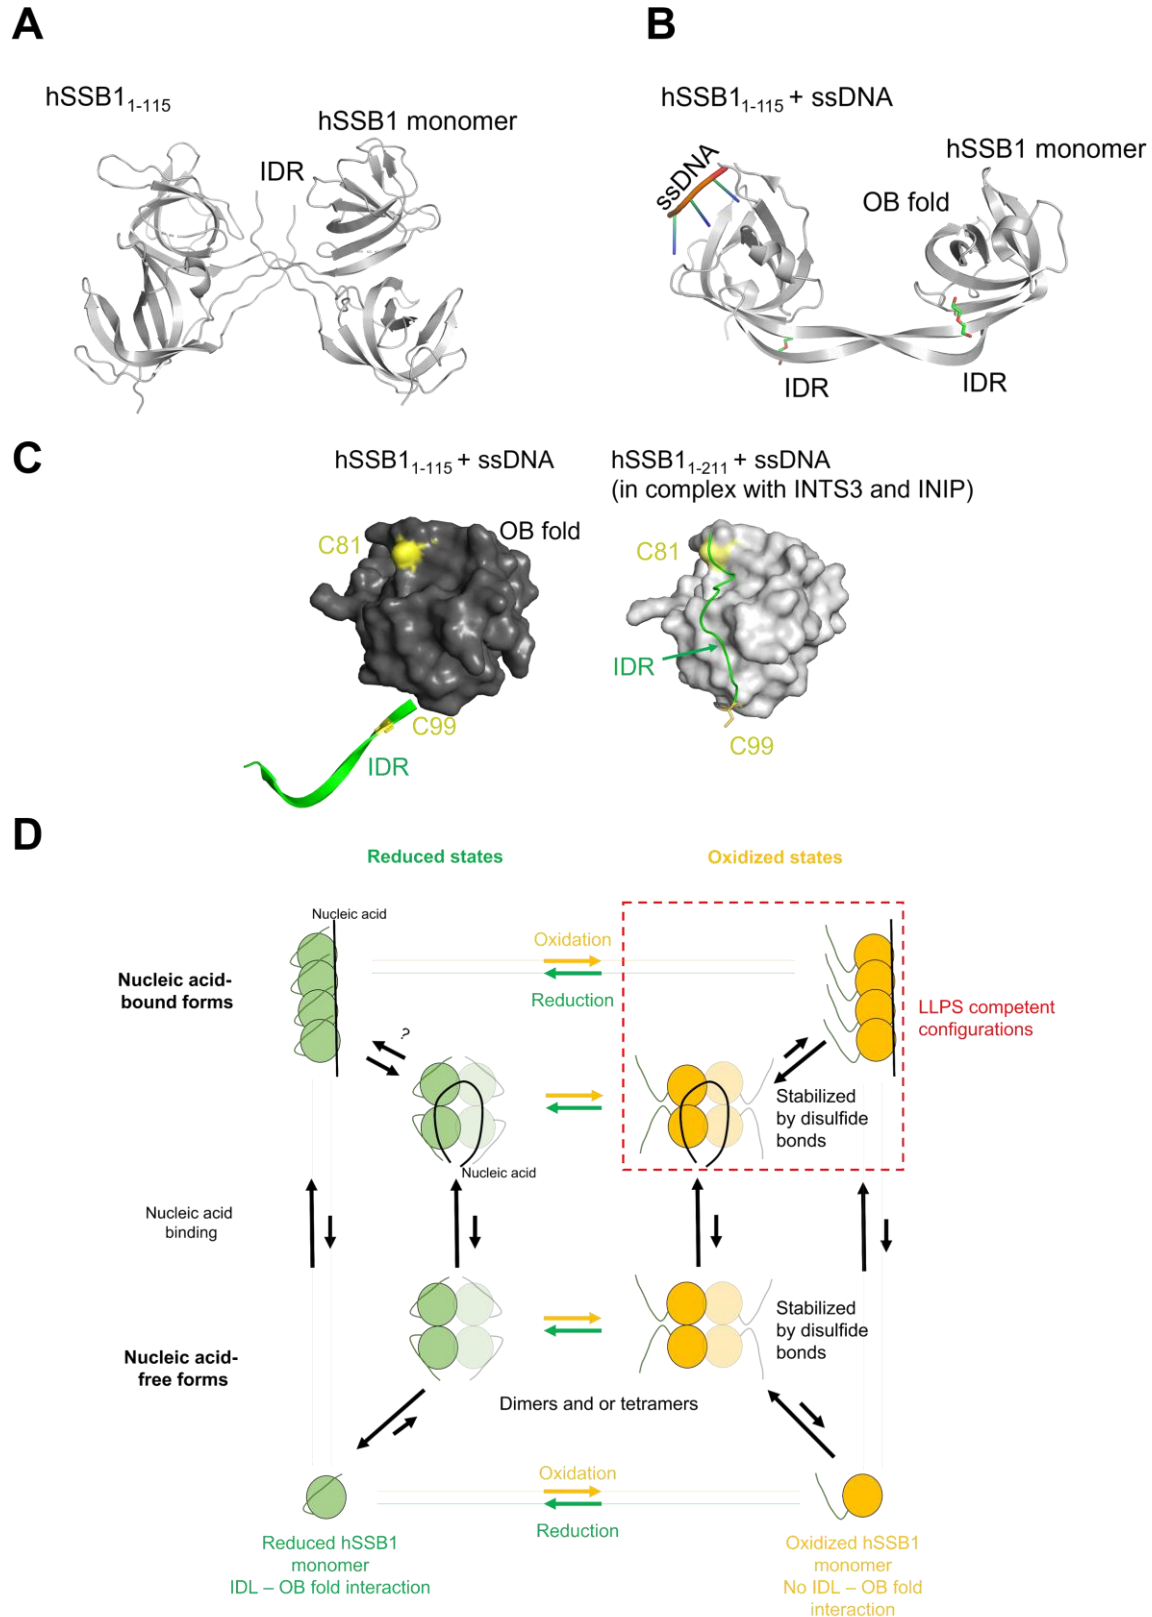 A
hSSB1₁₋₁₁₅
hSSB1 monomer
IDR
B
hSSB1₁₋₁₁₅ + ssDNA
hSSB1 monomer
ssDNA
OB fold
IDR
IDR
C
hSSB1₁₋₁₁₅ + ssDNA
OB fold
C81
C99
IDR
hSSB1₁₋₂₁₁ + ssDNA
(in complex with INTS3 and INIP)
C81
IDR
C99
D
Reduced states
Oxidized states
Nucleic acid
Nucleic acid-
bound forms
Oxidation
Reduction
LLPS competent
configurations
?
Stabilized
by disulfide
bonds
Nucleic acid
Nucleic acid
binding
Stabilized
by disulfide
bonds
Nucleic acid-
free forms
Dimers and or tetramers
Oxidation
Reduction
Reduced hSSB1
monomer
IDL – OB fold interaction
Oxidized hSSB1
monomer
No IDL – OB fold
interaction